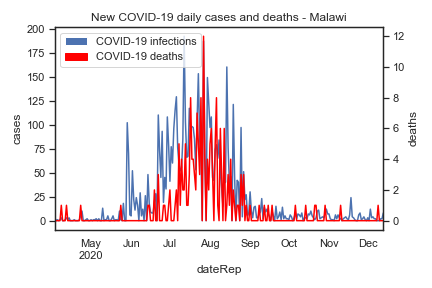 New COVID-19 daily cases and deaths - Malawi
COVID-19 infections
COVID-19 deaths
200
175
150
125
100
75
50
25
0
cases
12
10
8
6
4
2
0
deaths
May Jun Jul Aug Sep Oct Nov Dec
2020
dateRep